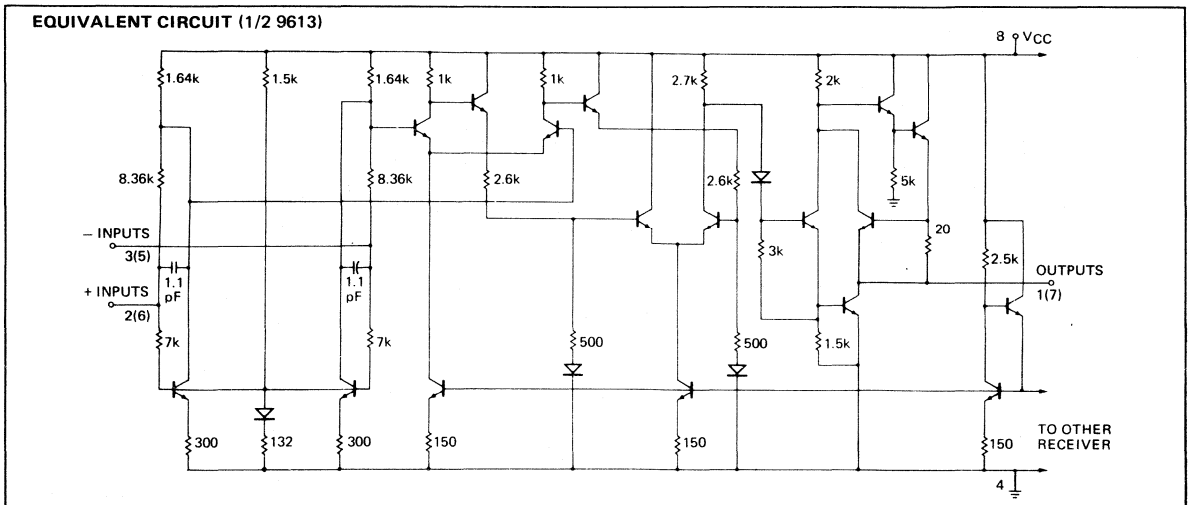 EQUIVALENT CIRCUIT (1/2 9613)
8 VCC
1.64k
1.5k
1.64k
1k
1k
2.7k
2k
8.36k
8.36k
2.6k
2.6k
5k
− INPUTS
3(5)
20
3k
2.5k
1.1
pF
1.1
pF
OUTPUTS
1(7)
+ INPUTS
2(6)
7k
7k
500
500
1.5k
300
132
300
150
150
150
TO OTHER
RECEIVER
4